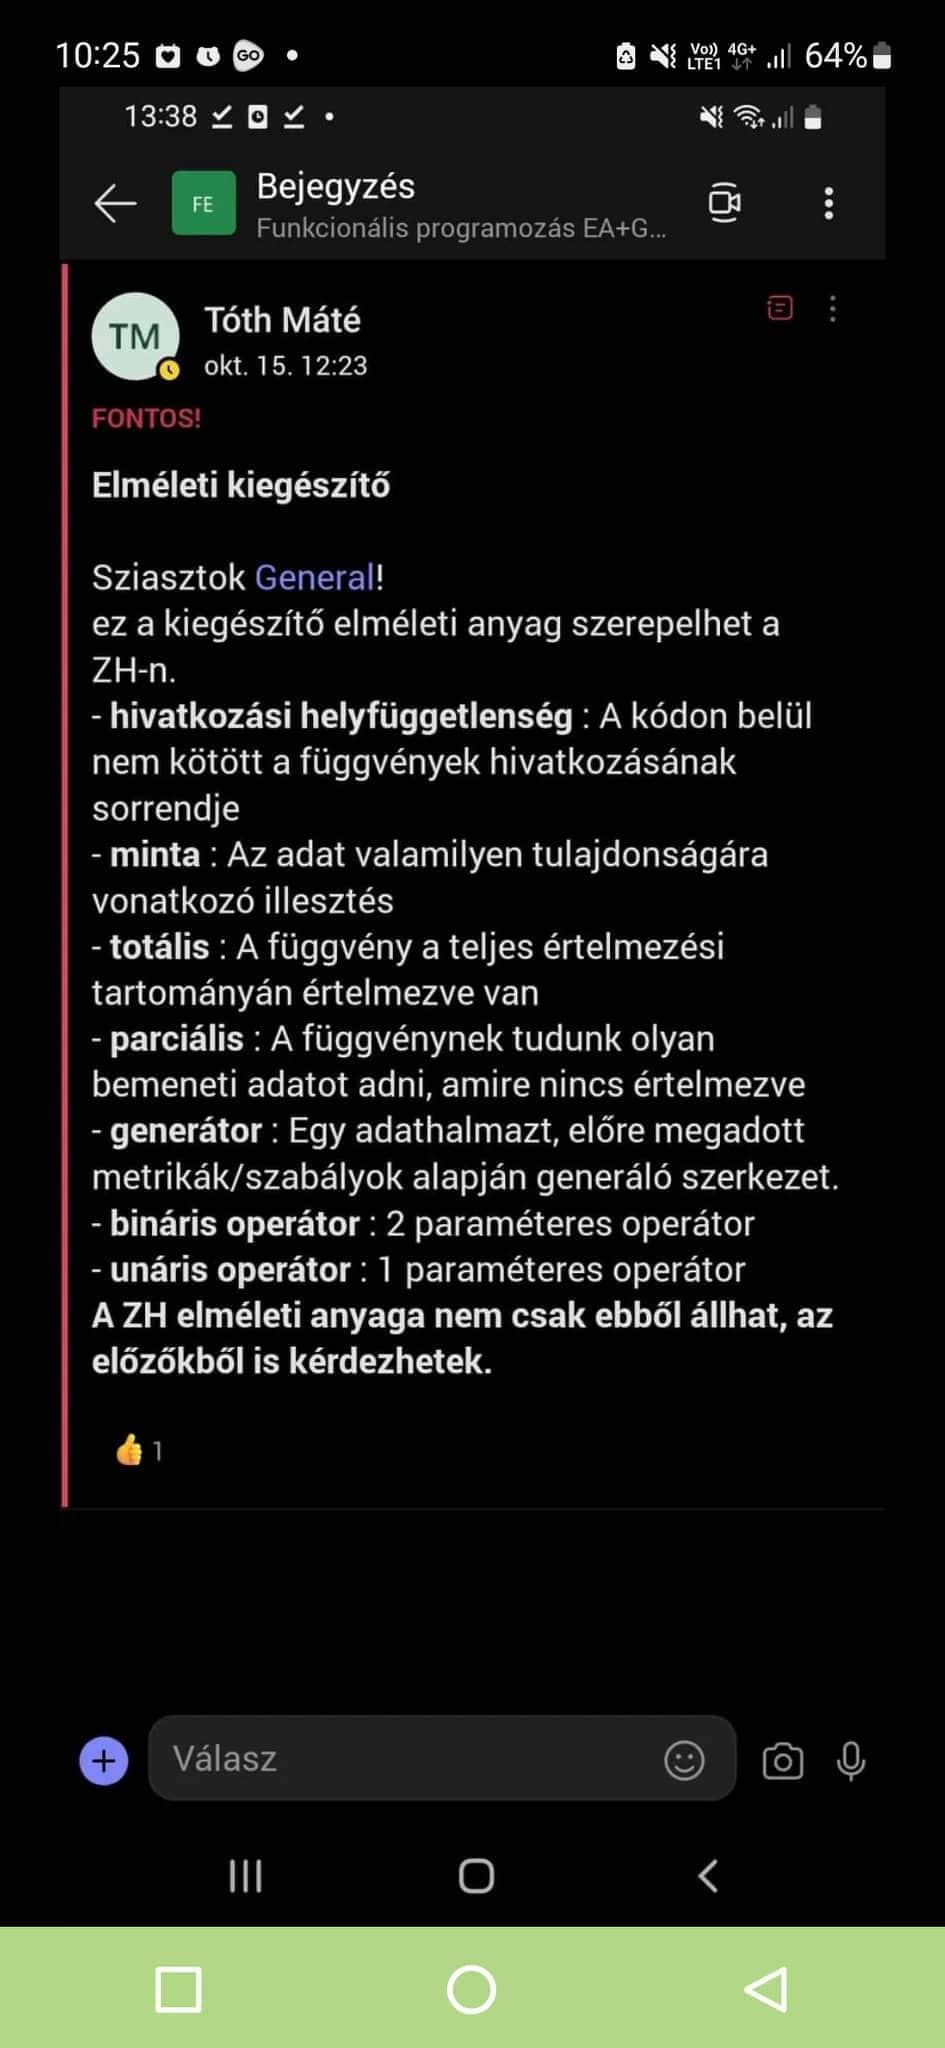 10:25 GO • Vo)) LTE1 4G+ 64%
13:38 •
FE Bejegyzés
Funkcionális programozás EA+G...
TM Tóth Máté
okt. 15. 12:23
FONTOS!
Elméleti kiegészítő
Sziasztok General!
ez a kiegészítő elméleti anyag szerepelhet a
ZH-n.
- hivatkozási helyfüggetlenség : A kódon belül
nem kötött a függvények hivatkozásának
sorrendje
- minta : Az adat valamilyen tulajdonságára
vonatkozó illesztés
- totális : A függvény a teljes értelmezési
tartományán értelmezve van
- parciális : A függvénynek tudunk olyan
bemeneti adatot adni, amire nincs értelmezve
- generátor : Egy adathalmazt, előre megadott
metrikák/szabályok alapján generáló szerkezet.
- bináris operátor : 2 paraméteres operátor
- unáris operátor : 1 paraméteres operátor
A ZH elméleti anyaga nem csak ebből állhat, az
előzőkből is kérdezhetek.
👍 1
Válasz